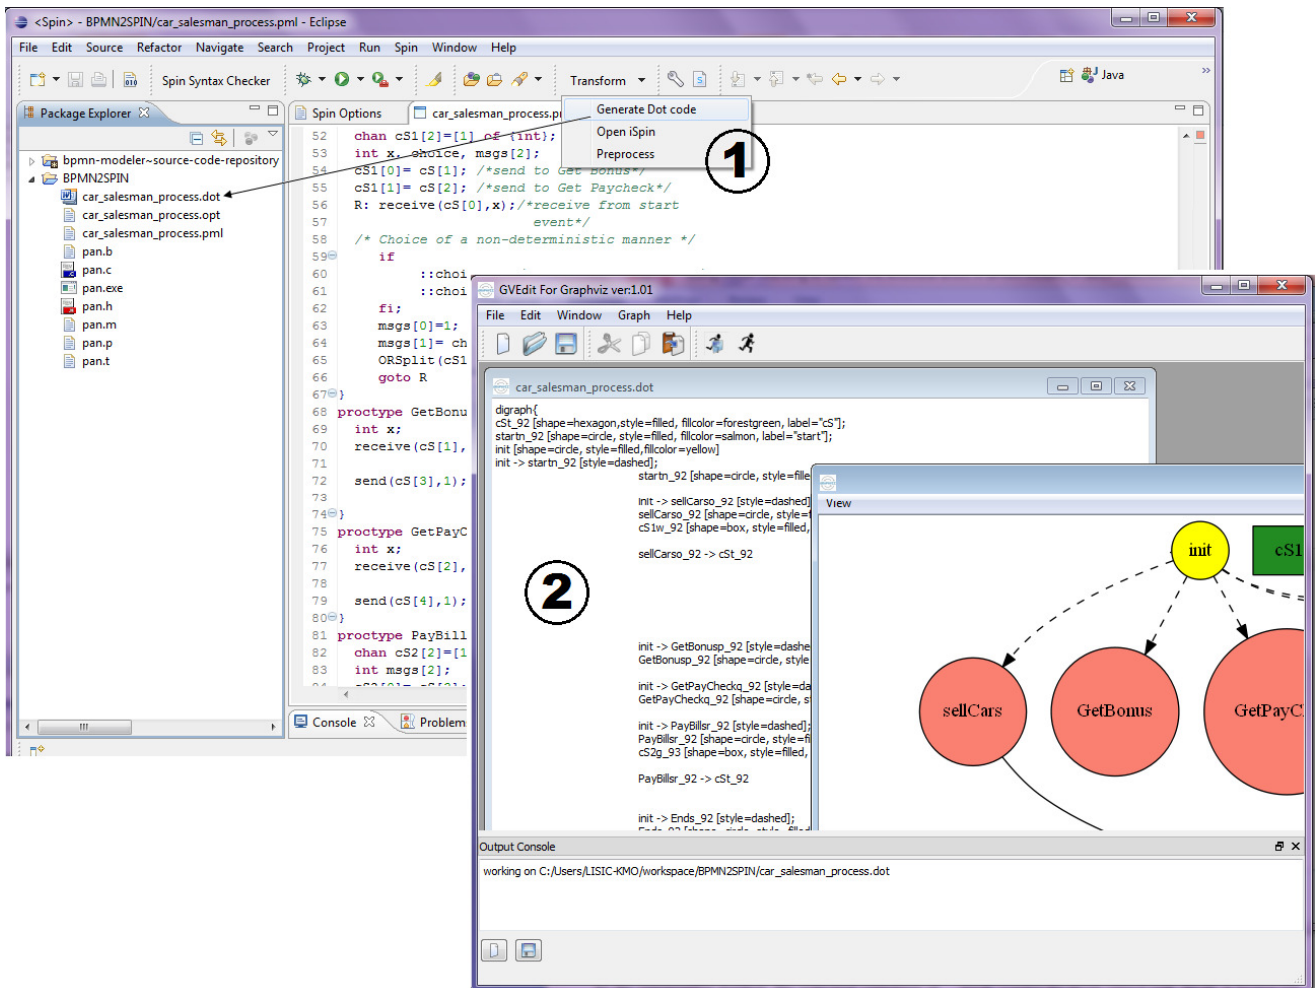 <Spin> - BPMN2SPIN/car_salesman_process.pml - Eclipse
File Edit Source Refactor Navigate Search Project Run Spin Window Help
Spin Syntax Checker
Transform
Java
Package Explorer
Spin Options
car_salesman_process.p
Generate Dot code
Open iSpin
Preprocess
1
bpmn-modeler~source-code-repository
BPMN2SPIN
car_salesman_process.dot
car_salesman_process.opt
car_salesman_process.pml
pan.b
pan.c
pan.exe
pan.h
pan.m
pan.p
pan.t
52 chan cS1[2]=[1] of {int};
53 int x, choice, msgs[2];
54 cS1[0]= cS[1]; /*send to Get Bonus*/
55 cS1[1]= cS[2]; /*send to Get Paycheck*/
56 R: receive(cS[0],x);/*receive from start
57 event*/
58 /* Choice of a non-deterministic manner */
59 if
60 ::choi
61 ::choi
62 fi;
63 msgs[0]=1;
64 msgs[1]= ch
65 ORSplit(cS1
66 goto R
67 }
68 proctype GetBonu
69 int x;
70 receive(cS[1],
71
72 send(cS[3],1);
73
74 }
75 proctype GetPayC
76 int x;
77 receive(cS[2],
78
79 send(cS[4],1);
80 }
81 proctype PayBill
82 chan cS2[2]=[1
83 int msgs[2];
Console
Problem
GVEdit For Graphviz ver:1.01
File Edit Window Graph Help
car_salesman_process.dot
digraph{
cSt_92 [shape=hexagon,style=filled, fillcolor=forestgreen, label="cS"];
startn_92 [shape=circle, style=filled, fillcolor=salmon, label="start"];
init [shape=circle, style=filled,fillcolor=yellow]
init -> startn_92 [style=dashed];
startn_92 [shape=circle, style=fille
init -> sellCarso_92 [style=dashed]
sellCarso_92 [shape=circle, style=f
cS1w_92 [shape=box, style=filled,
sellCarso_92 -> cSt_92
2
init -> GetBonusp_92 [style=dashe
GetBonusp_92 [shape=circle, style
init -> GetPayCheckq_92 [style=da
GetPayCheckq_92 [shape=circle, s
init -> PayBillsr_92 [style=dashed];
PayBillsr_92 [shape=circle, style=fi
cS2g_93 [shape=box, style=filled,
PayBillsr_92 -> cSt_92
init -> Ends_92 [style=dashed];
View
init
cS1
sellCars
GetBonus
GetPayC
Output Console
working on C:/Users/LISIC-KMO/workspace/BPMN2SPIN/car_salesman_process.dot